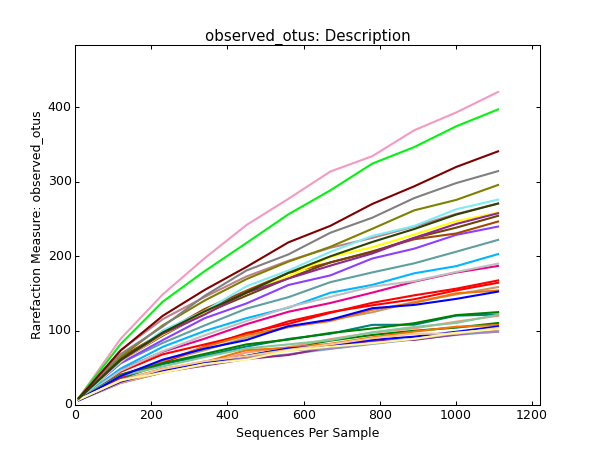 observed_otus: Description
Rarefaction Measure: observed_otus
400
300
200
100
0
0 200 400 600 800 1000 1200
Sequences Per Sample